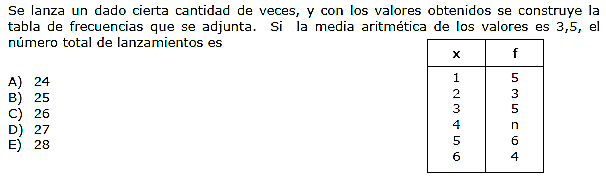 Se lanza un dado cierta cantidad de veces, y con los valores obtenidos se construye la
tabla de frecuencias que se adjunta. Si la media aritmética de los valores es 3,5, el
número total de lanzamientos es
A) 24
B) 25
C) 26
D) 27
E) 28
x f
1 5
2 3
3 5
4 n
5 6
6 4